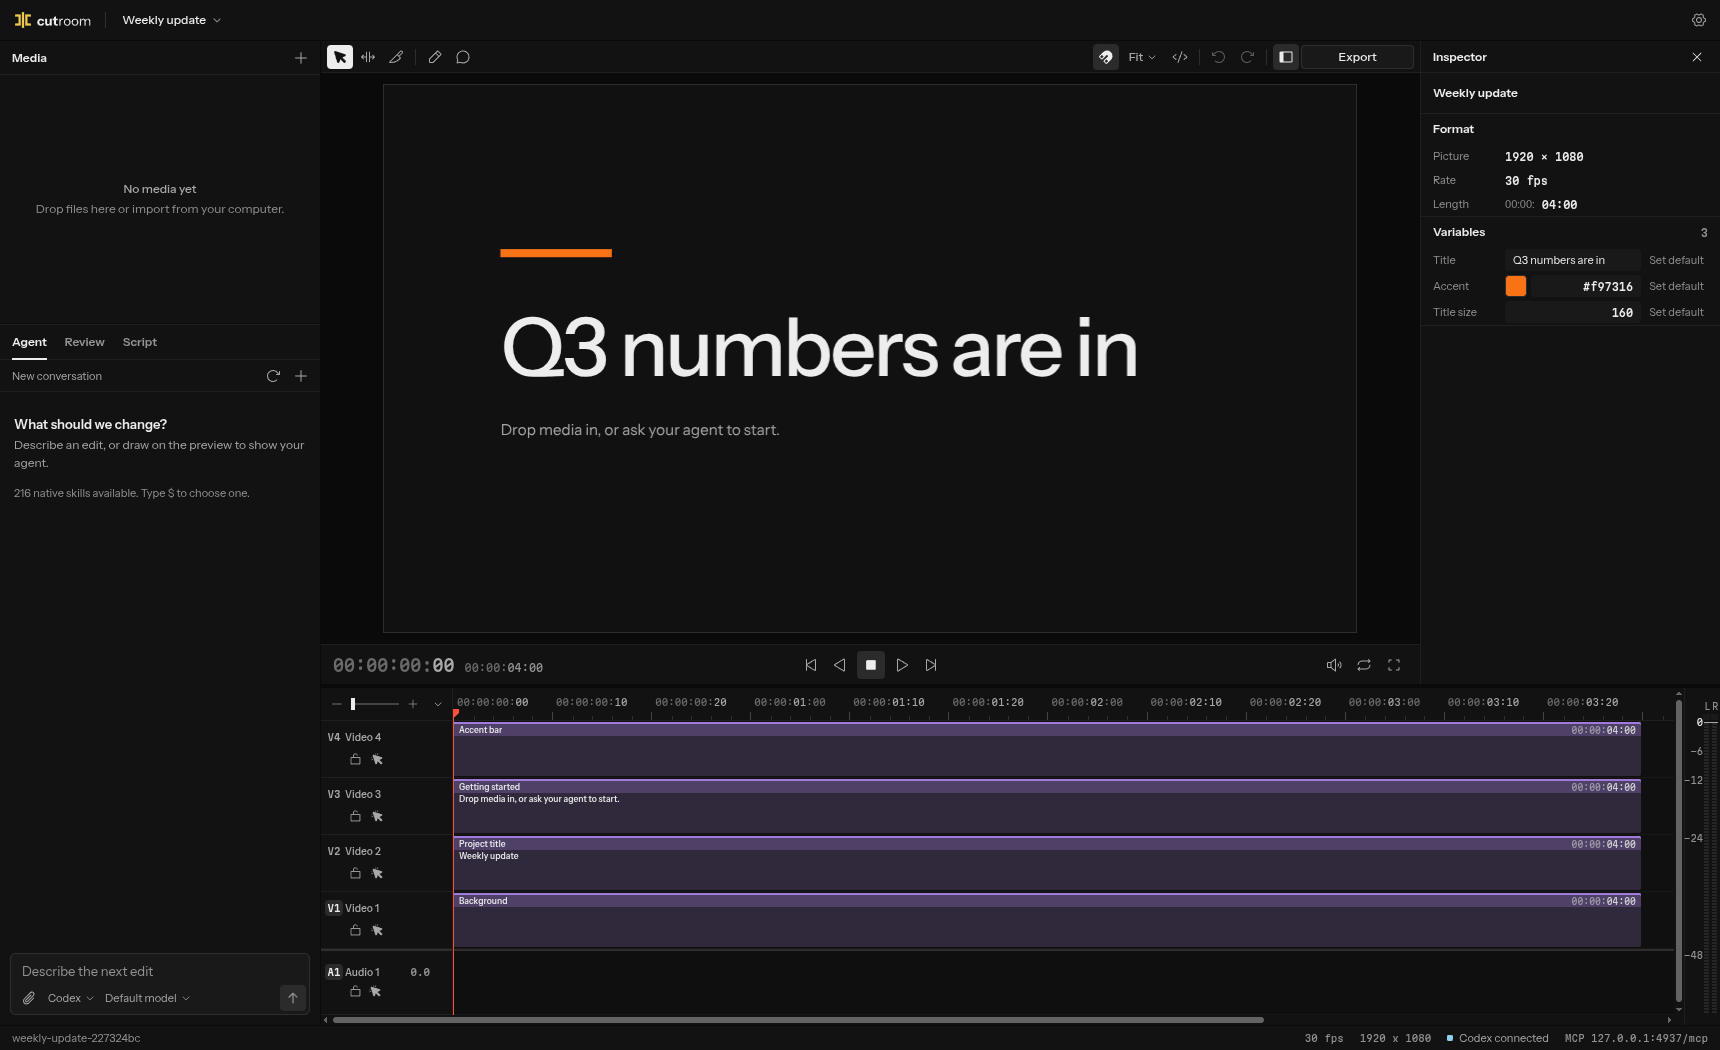 cutroom
Weekly update
Media
No media yet
Drop files here or import from your computer.
Agent
Review
Script
New conversation
What should we change?
Describe an edit, or draw on the preview to show your
agent.
216 native skills available. Type $ to choose one.
Describe the next edit
Codex
Default model
Fit
Export
Q3 numbers are in
Drop media in, or ask your agent to start.
00:00:00:00
00:00:04:00
Inspector
Weekly update
Format
Picture 1920 × 1080
Rate 30 fps
Length 00:00:04:00
Variables 3
Title Q3 numbers are in Set default
Accent #f97316 Set default
Title size 160 Set default
00:00:00:00 00:00:00:10 00:00:00:20 00:00:01:00 00:00:01:10 00:00:01:20 00:00:02:00 00:00:02:10 00:00:02:20 00:00:03:00 00:00:03:10 00:00:03:20
V4 Video 4
Accent bar 00:00:04:00
V3 Video 3
Getting started 00:00:04:00
Drop media in, or ask your agent to start.
V2 Video 2
Project title 00:00:04:00
Weekly update
V1 Video 1
Background 00:00:04:00
A1 Audio 1 0.0
L R
0
-6
-12
-24
-48
weekly-update-227324bc
30 fps
1920 x 1080
Codex connected
MCP 127.0.0.1:4937/mcp